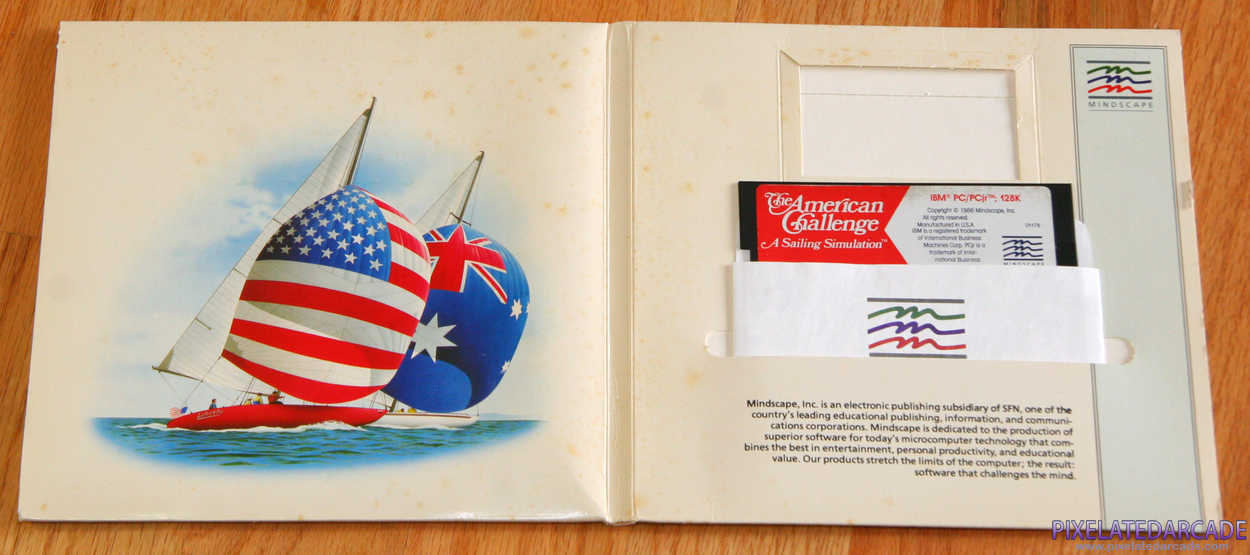 MINDSCAPE
The American
Challenge
A Sailing Simulation™
IBM® PC/PCjr™; 128K
Copyright © 1986 Mindscape, Inc.
All rights reserved.
Manufactured in U.S.A.
IBM is a registered trademark
of International Business
Machines Corp. PCjr is a
trademark of Inter-
national Business
MINDSCAPE
Mindscape, Inc. is an electronic publishing subsidiary of SFN, one of the
country's leading educational publishing, information, and communi-
cations corporations. Mindscape is dedicated to the production of
superior software for today's microcomputer technology that com-
bines the best in entertainment, personal productivity, and educational
value. Our products stretch the limits of the computer; the result:
software that challenges the mind.
PIXELATEDARCADE
www.pixelatedarcade.com